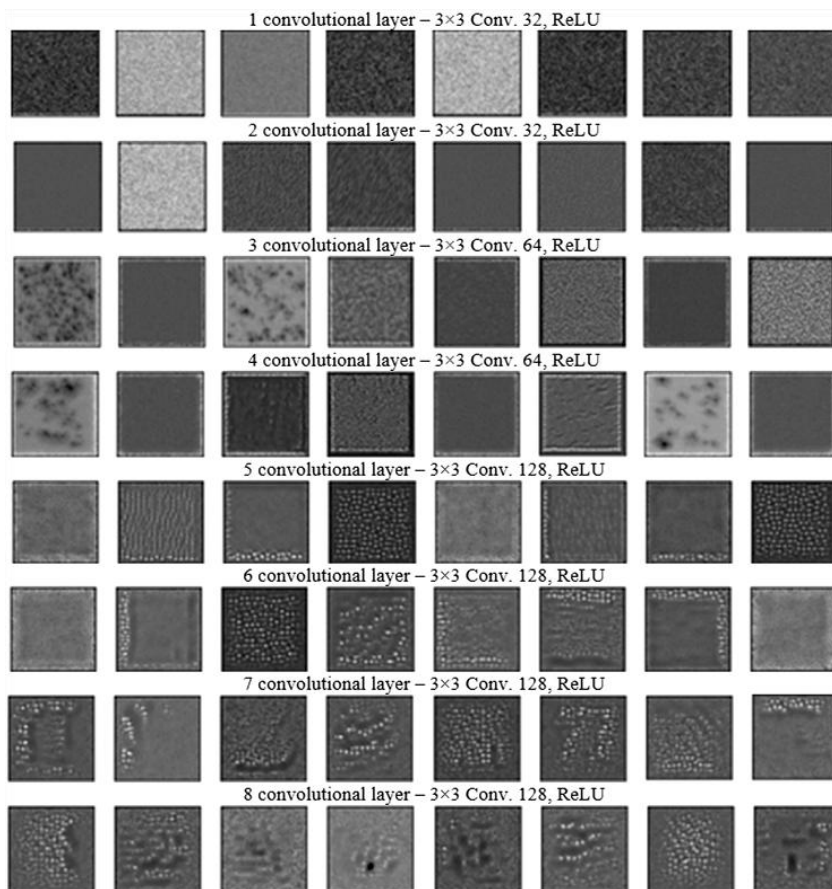 1 convolutional layer – 3×3 Conv. 32, ReLU
2 convolutional layer – 3×3 Conv. 32, ReLU
3 convolutional layer – 3×3 Conv. 64, ReLU
4 convolutional layer – 3×3 Conv. 64, ReLU
5 convolutional layer – 3×3 Conv. 128, ReLU
6 convolutional layer – 3×3 Conv. 128, ReLU
7 convolutional layer – 3×3 Conv. 128, ReLU
8 convolutional layer – 3×3 Conv. 128, ReLU